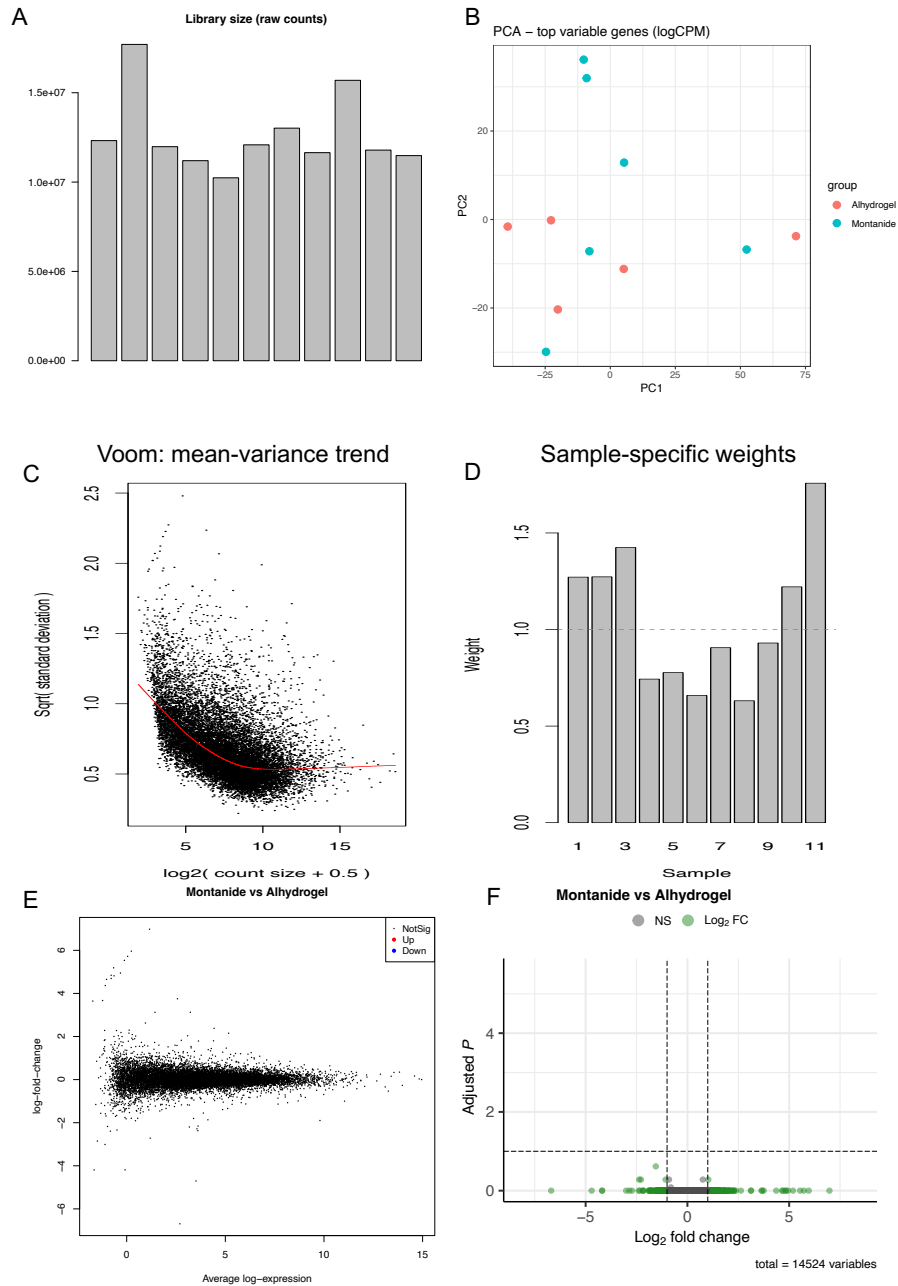 A
Library size (raw counts)
1.5e+07
1.0e+07
5.0e+06
0.0e+00
B
PCA – top variable genes (logCPM)
20
0
−20
PC2
−25
0
25
50
75
PC1
group
Alhydrogel
Montanide
C
Voom: mean-variance trend
2.5
2.0
1.5
1.0
0.5
Sqrt( standard deviation )
5
10
15
log2( count size + 0.5 )
D
Sample-specific weights
1.5
1.0
0.5
0.0
Weight
1
3
5
7
9
11
Sample
E
Montanide vs Alhydrogel
NotSig
Up
Down
6
4
2
0
−2
−4
−6
log−fold−change
0
5
10
15
Average log−expression
F
Montanide vs Alhydrogel
NS
Log2 FC
4
2
0
Adjusted P
−5
0
5
Log2 fold change
total = 14524 variables